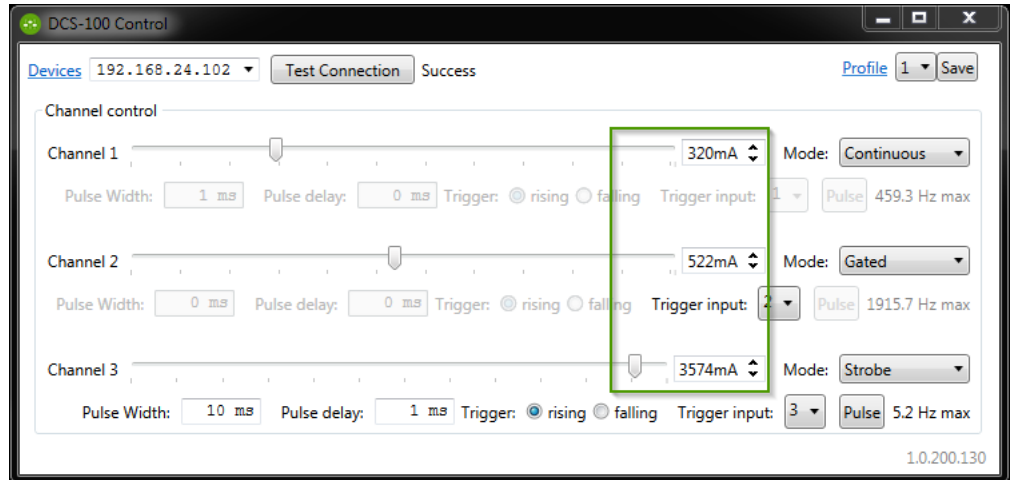 DCS-100 Control
Devices 192.168.24.102 Test Connection Success Profile 1 Save
Channel control
Channel 1 320mA Mode: Continuous
Pulse Width: 1 ms Pulse delay: 0 ms Trigger: rising falling Trigger input: 1 Pulse 459.3 Hz max
Channel 2 522mA Mode: Gated
Pulse Width: 0 ms Pulse delay: 0 ms Trigger: rising falling Trigger input: 2 Pulse 1915.7 Hz max
Channel 3 3574mA Mode: Strobe
Pulse Width: 10 ms Pulse delay: 1 ms Trigger: rising falling Trigger input: 3 Pulse 5.2 Hz max
1.0.200.130